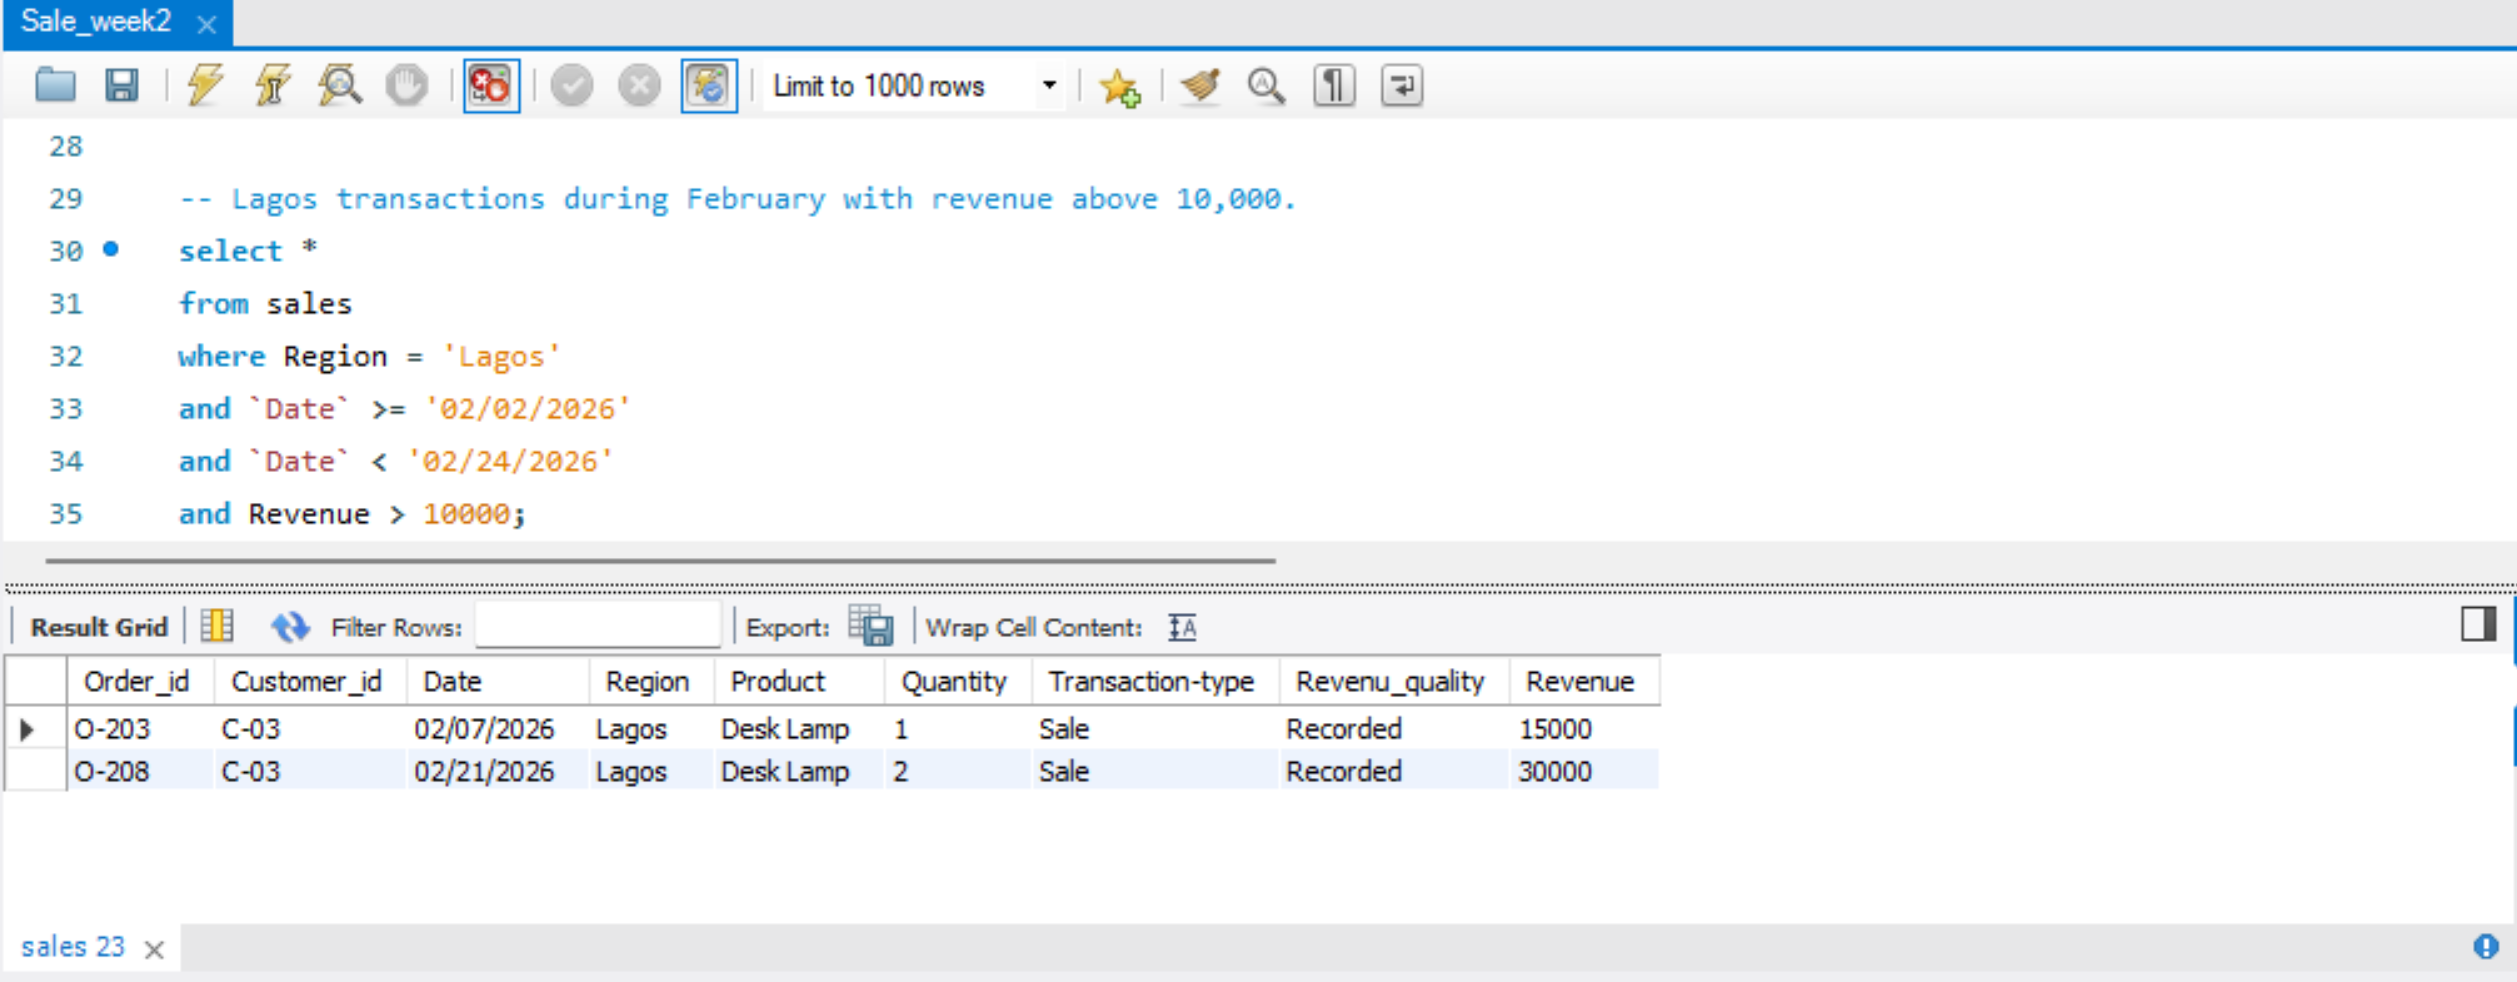 Sale_week2
Limit to 1000 rows
28
29 -- Lagos transactions during February with revenue above 10,000.
30 select *
31 from sales
32 where Region = 'Lagos'
33 and `Date` >= '02/02/2026'
34 and `Date` < '02/24/2026'
35 and Revenue > 10000;
Result Grid Filter Rows: Export: Wrap Cell Content:
Order_id Customer_id Date Region Product Quantity Transaction-type Revenu_quality Revenue
O-203 C-03 02/07/2026 Lagos Desk Lamp 1 Sale Recorded 15000
O-208 C-03 02/21/2026 Lagos Desk Lamp 2 Sale Recorded 30000
sales 23